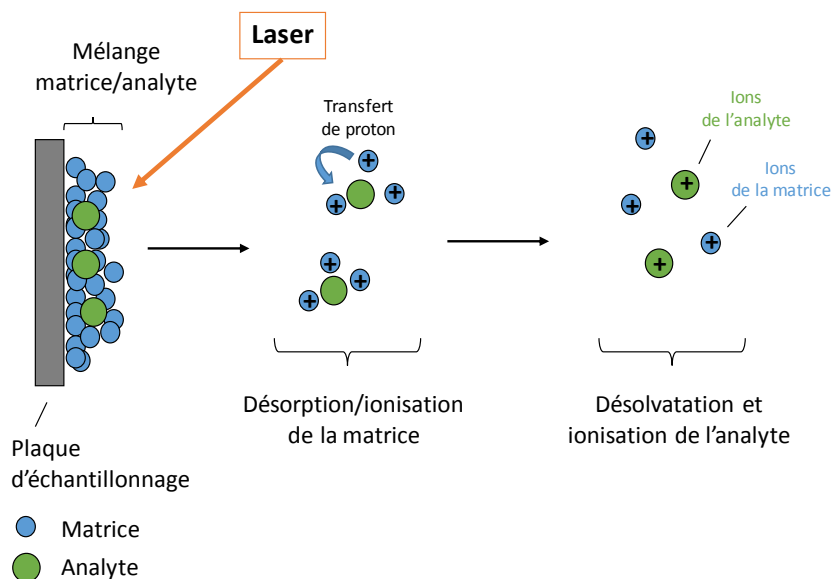 Laser
Mélange
matrice/analyte
Transfert
de proton
+
+
+
+
+
+
Ions
de l'analyte
Ions
de la matrice
+
+
+
+
+
Désorption/ionisation
de la matrice
Désolvatation et
ionisation de l'analyte
Plaque
d'échantillonnage
Matrice
Analyte